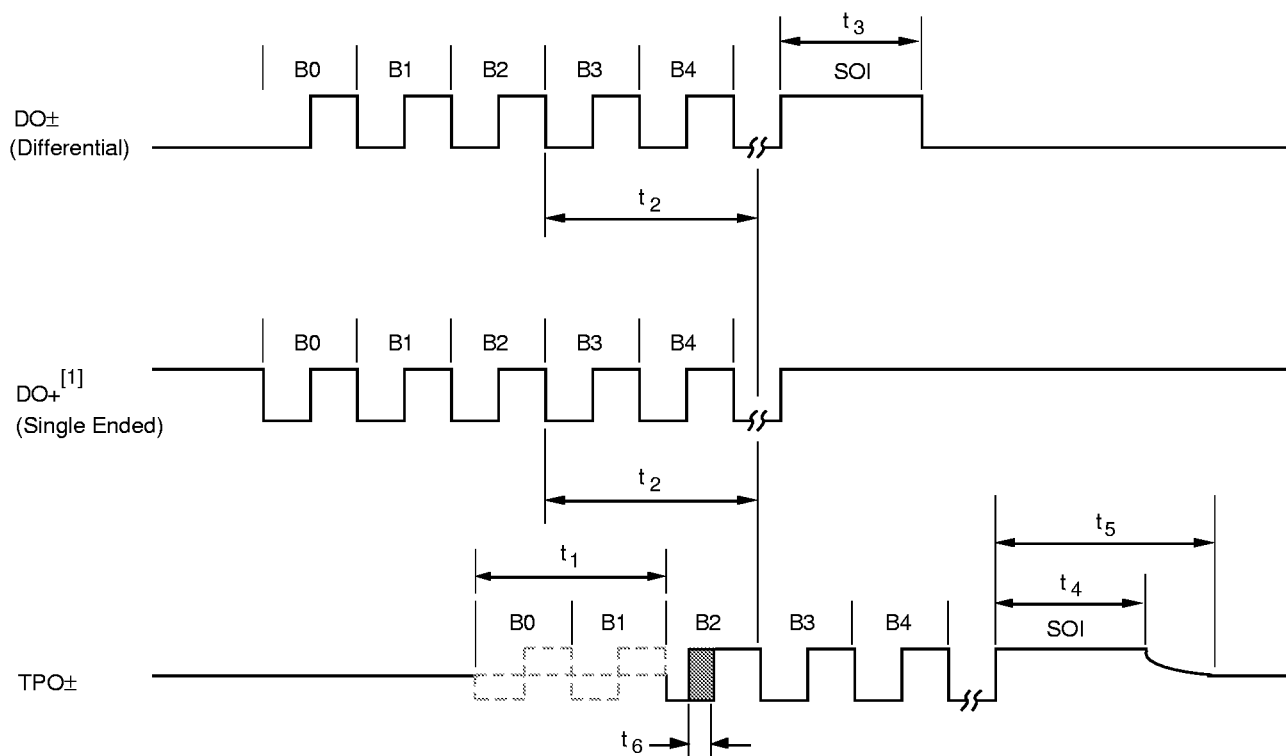 t3
B0 B1 B2 B3 B4 SOI
DO±
(Differential)
t2
B0 B1 B2 B3 B4
DO+[1]
(Single Ended)
t2
t5
t1
t4
B0 B1 B2 B3 B4 SOI
TPO±
t6